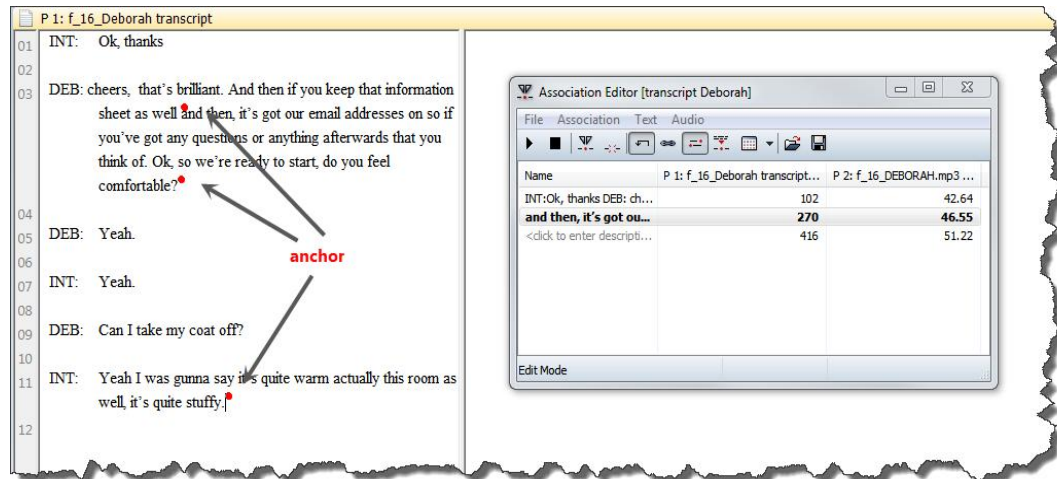 P 1: f_16_Deborah transcript
01 INT: Ok, thanks
02
03 DEB: cheers, that's brilliant. And then if you keep that information
sheet as well and then, it's got our email addresses on so if
you've got any questions or anything afterwards that you
think of. Ok, so we're ready to start, do you feel
comfortable?
04
05 DEB: Yeah.
06
07 INT: Yeah.
08
09 DEB: Can I take my coat off?
10
11 INT: Yeah I was gunna say it's quite warm actually this room as
well, it's quite stuffy.
12
anchor
Association Editor [transcript Deborah]
File Association Text Audio
Name P 1: f_16_Deborah transcript... P 2: f_16_DEBORAH.mp3 ...
INT:Ok, thanks DEB: ch... 102 42.64
and then, it's got ou... 270 46.55
<click to enter descripti... 416 51.22
Edit Mode